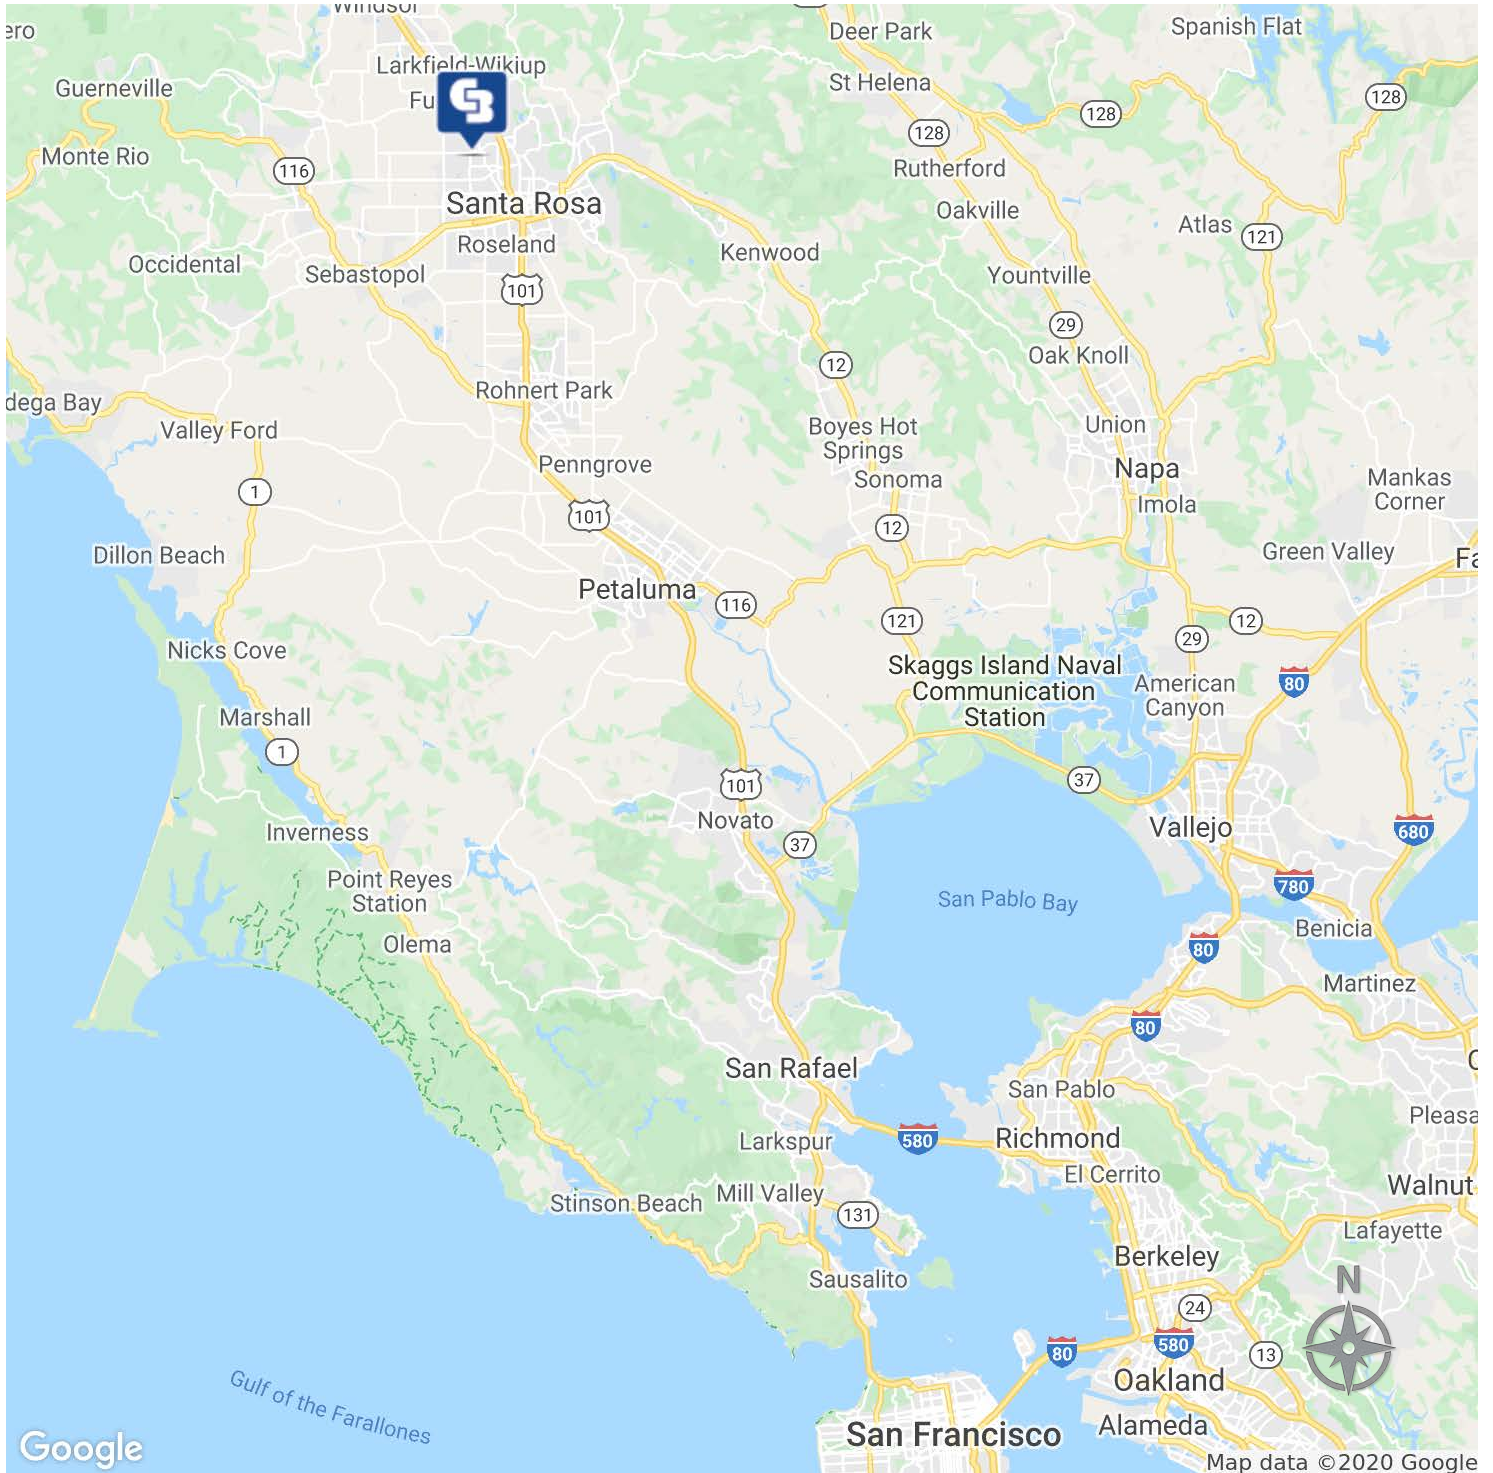 Windsor
ero
Deer Park
Spanish Flat
Larkfield-Wikiup
St Helena
Guerneville
Fu
CB
128
128
128
Monte Rio
116
Rutherford
Santa Rosa
Oakville
Atlas
121
Roseland
Kenwood
Occidental
Sebastopol
Yountville
101
29
Oak Knoll
12
Rohnert Park
dega Bay
Valley Ford
Boyes Hot
Springs
Union
Penngrove
Napa
Sonoma
Mankas
Corner
1
Imola
101
12
Dillon Beach
Green Valley
Fa
Petaluma
116
121
12
29
Nicks Cove
Skaggs Island Naval
Communication
Station
80
American
Canyon
Marshall
1
37
101
Novato
Vallejo
680
Inverness
37
Point Reyes
Station
780
San Pablo Bay
Benicia
Olema
80
Martinez
80
San Rafael
C
San Pablo
Pleasa
Larkspur
580
Richmond
El Cerrito
Walnut
Stinson Beach
Mill Valley
131
Lafayette
Berkeley
Sausalito
N
24
80
580
13
Oakland
Gulf of the Farallones
Alameda
San Francisco
Google
Map data ©2020 Google